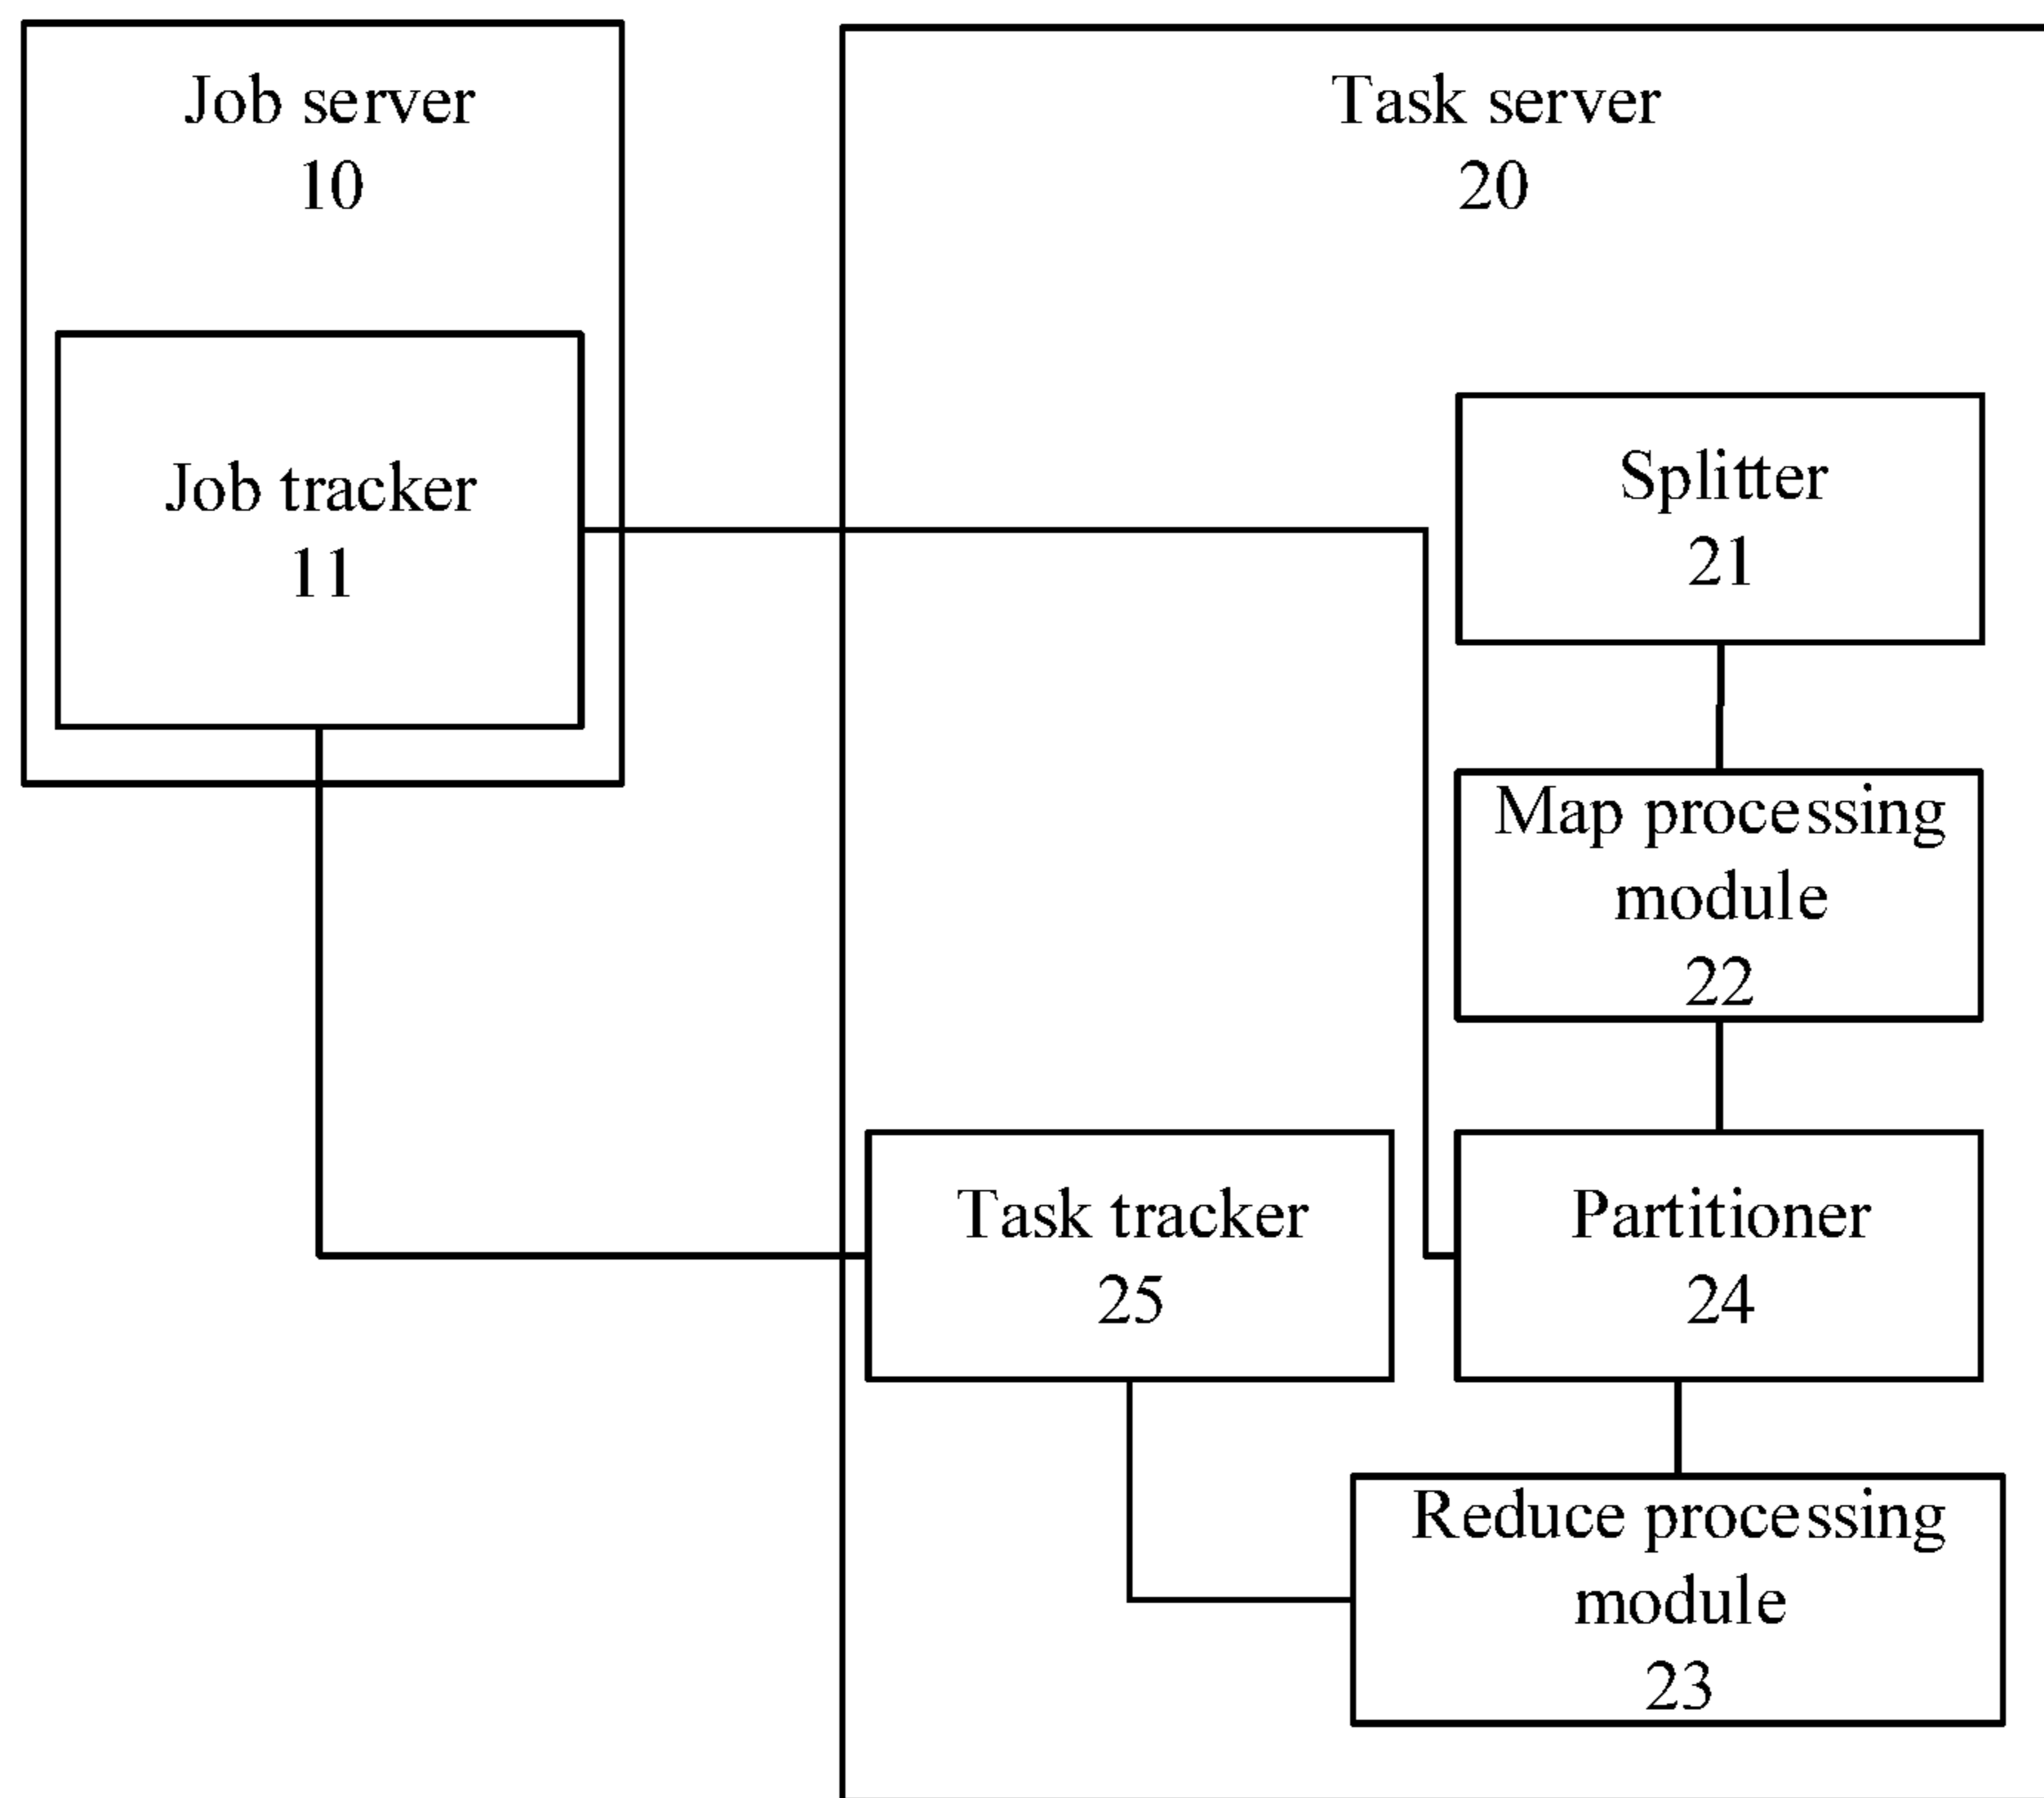 Job server
10
Job tracker
11
Task server
20
Splitter
21
Map processing
module
22
Task tracker
25
Partitioner
24
Reduce processing
module
23